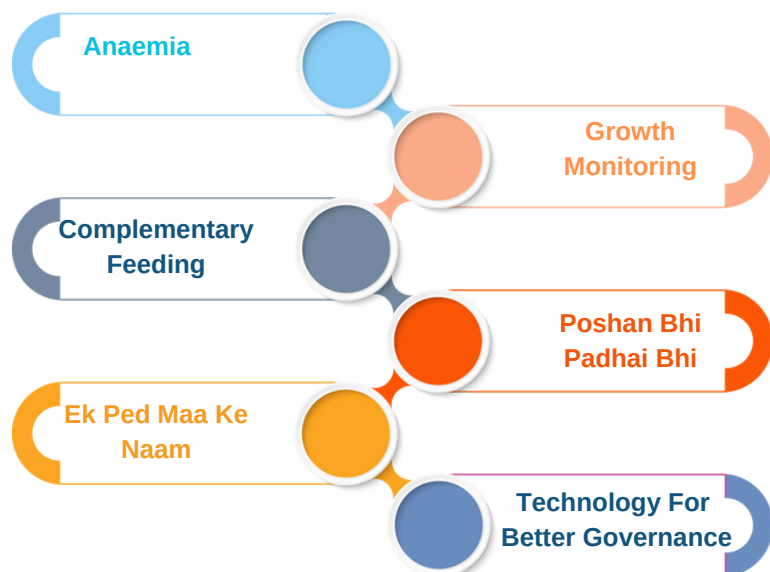 Anaemia
Growth
Monitoring
Complementary
Feeding
Poshan Bhi
Padhai Bhi
Ek Ped Maa Ke
Naam
Technology For
Better Governance